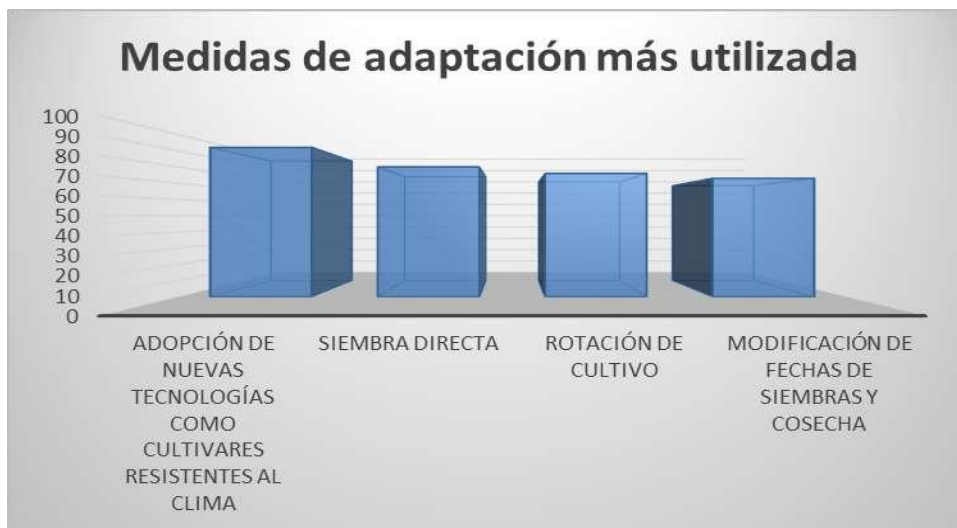 Medidas de adaptación más utilizada
100
90
80
70
60
50
40
30
20
10
0
ADOPCIÓN DE
NUEVAS
TECNOLOGÍAS
COMO
CULTIVARES
RESISTENTES AL
CLIMA
SIEMBRA DIRECTA
ROTACIÓN DE
CULTIVO
MODIFICACIÓN DE
FECHAS DE
SIEMBRAS Y
COSECHA